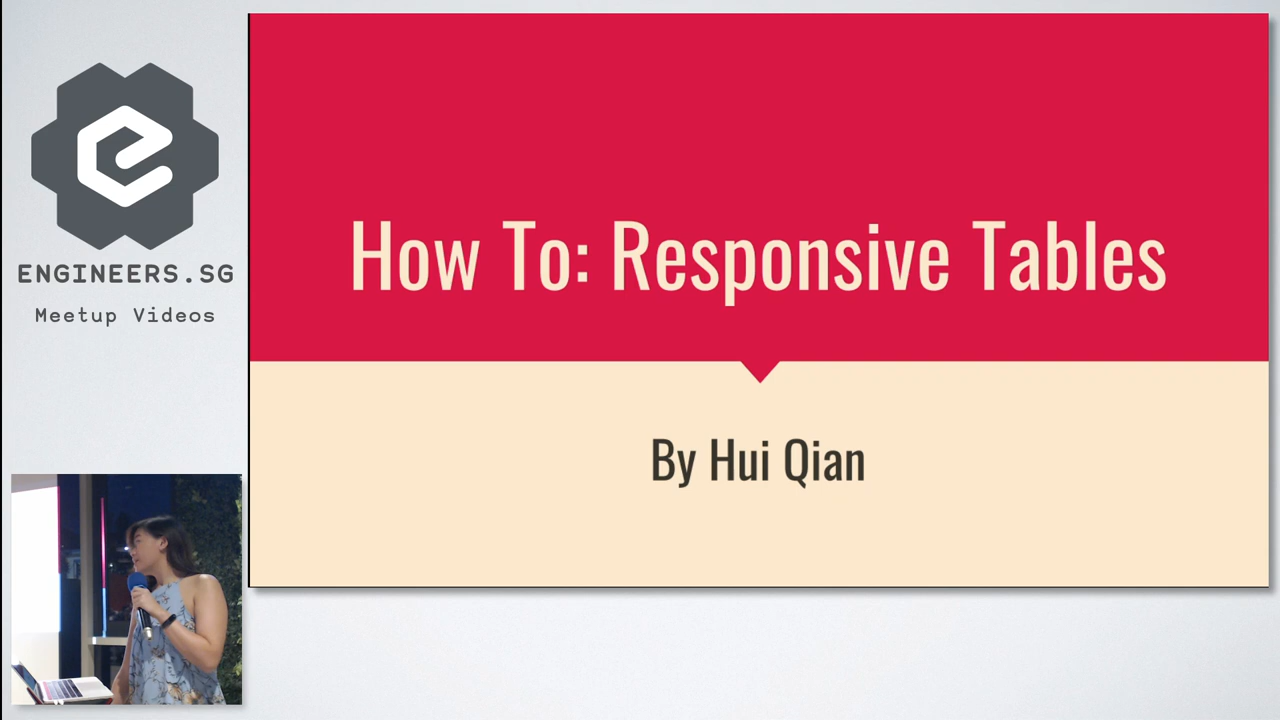 ENGINEERS.SG
Meetup Videos
How To: Responsive Tables
By Hui Qian